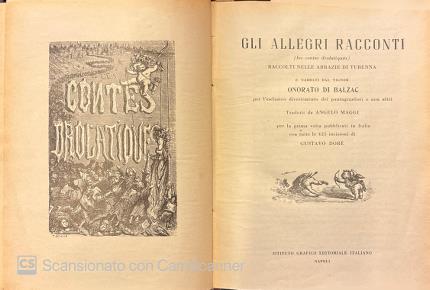 CONTES
DROLATIQUES
GLI ALLEGRI RACCONTI
(les contes drolatiques)
RACCOLTI NELLE ABBAZIE DI TURENNA
E NARRATI DAL SIGNOR
ONORATO DI BALZAC
per l'esclusivo divertimento dei pantagruelisti e non altri
Tradotti da ANGELO MAGGI
per la prima volta pubblicati in Italia
con tutte le 425 incisioni di
GUSTAVO DORÉ
ISTITUTO GRAFICO EDITORIALE ITALIANO
NAPOLI
CS Scansionato con CamScanner